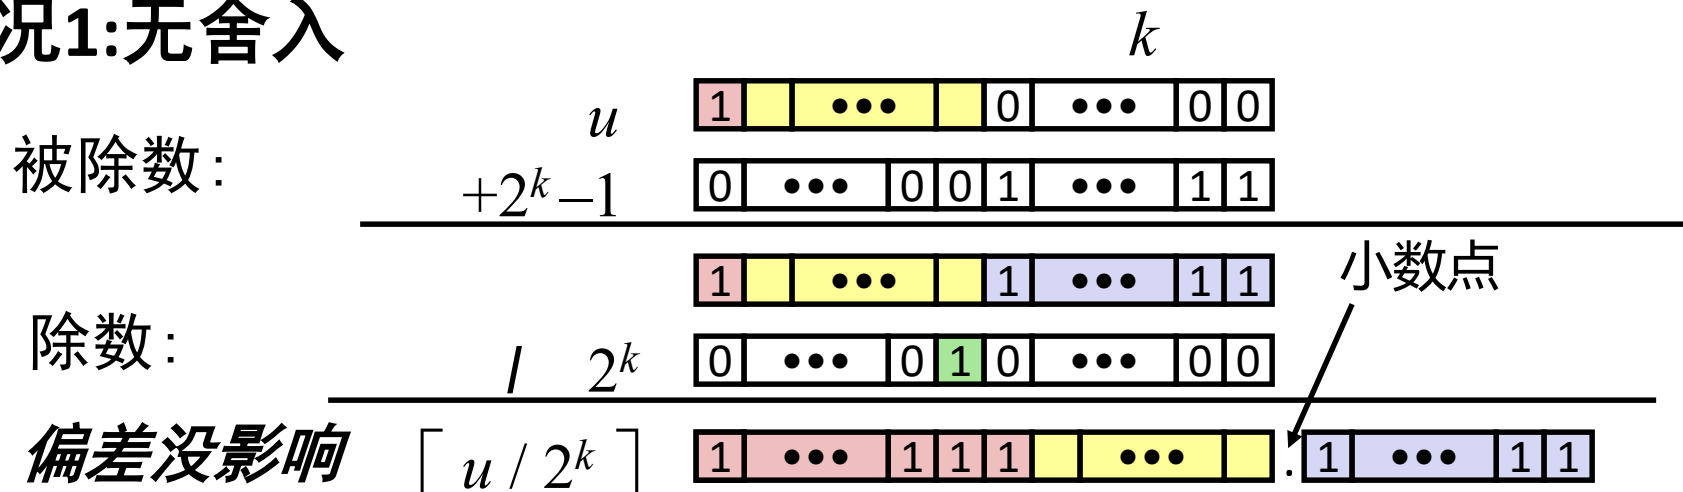 况1:无舍入
k
u 1 ••• 0 ••• 0 0
被除数:
+2^k –1 0 ••• 0 0 1 ••• 1 1
1 ••• 1 ••• 1 1
小数点
除数:
/ 2^k 0 ••• 0 1 0 ••• 0 0
偏差没影响 ⌈ u / 2^k ⌉ 1 ••• 1 1 1 ••• . 1 ••• 1 1